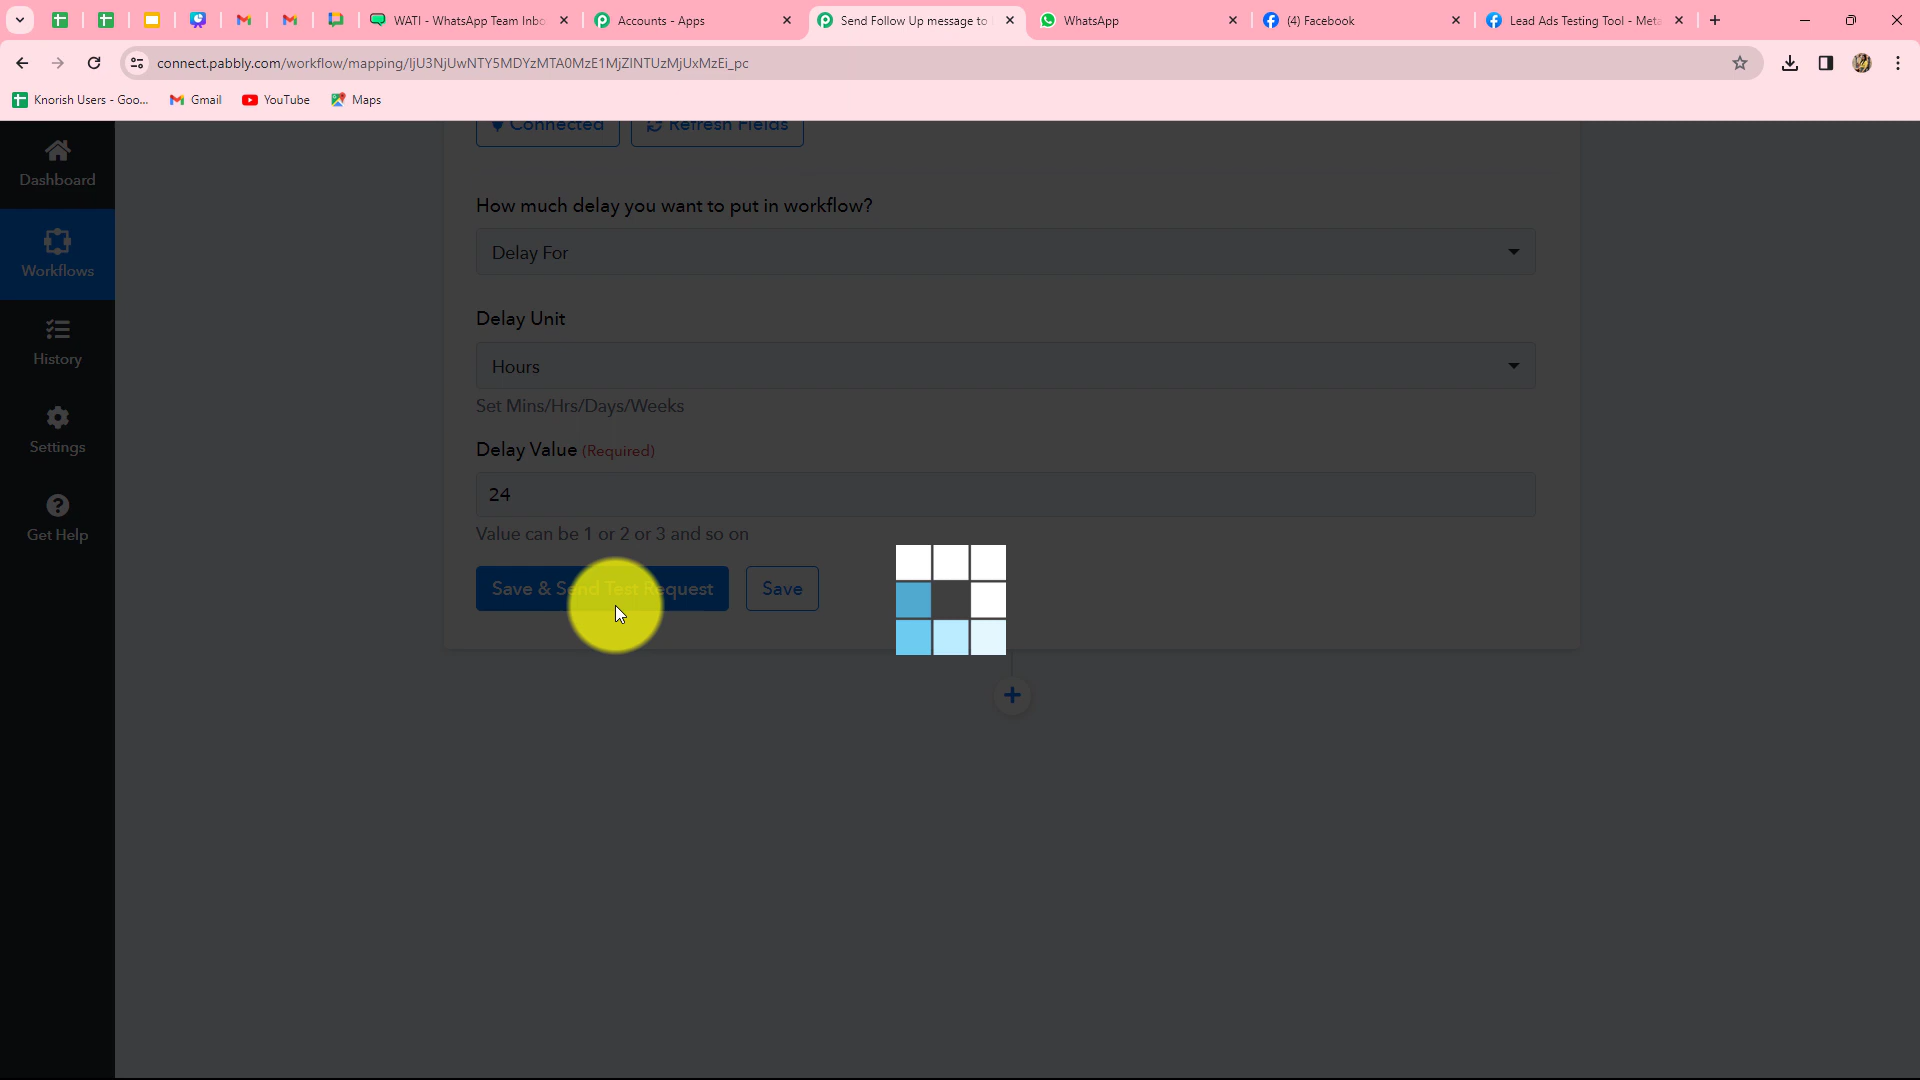 WATI - WhatsApp Team Inbo
Accounts - Apps
Send Follow Up message to
WhatsApp
(4) Facebook
Lead Ads Testing Tool - Meta
connect.pabbly.com/workflow/mapping/IjU3NjUwNTY5MDYzMTA0MzE1MjZlNTUzMjUxMzEi_pc
Knorish Users - Goo...
Gmail
YouTube
Maps
Dashboard
Workflows
History
Settings
Get Help
Connected
Refresh Fields
How much delay you want to put in workflow?
Delay For
Delay Unit
Hours
Set Mins/Hrs/Days/Weeks
Delay Value (Required)
24
Value can be 1 or 2 or 3 and so on
Save & Send Test Request
Save